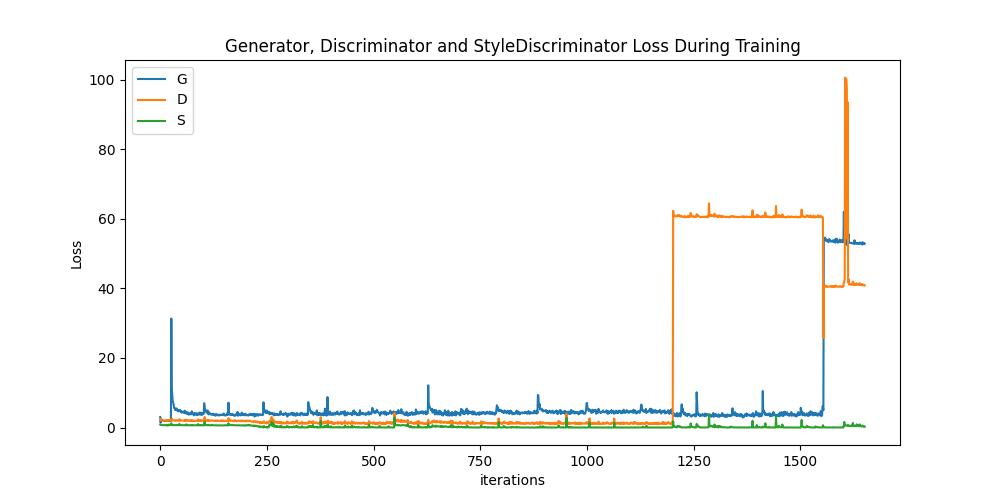 Generator, Discriminator and StyleDiscriminator Loss During Training
G
D
S
100
80
60
40
20
0
Loss
0 250 500 750 1000 1250 1500
iterations